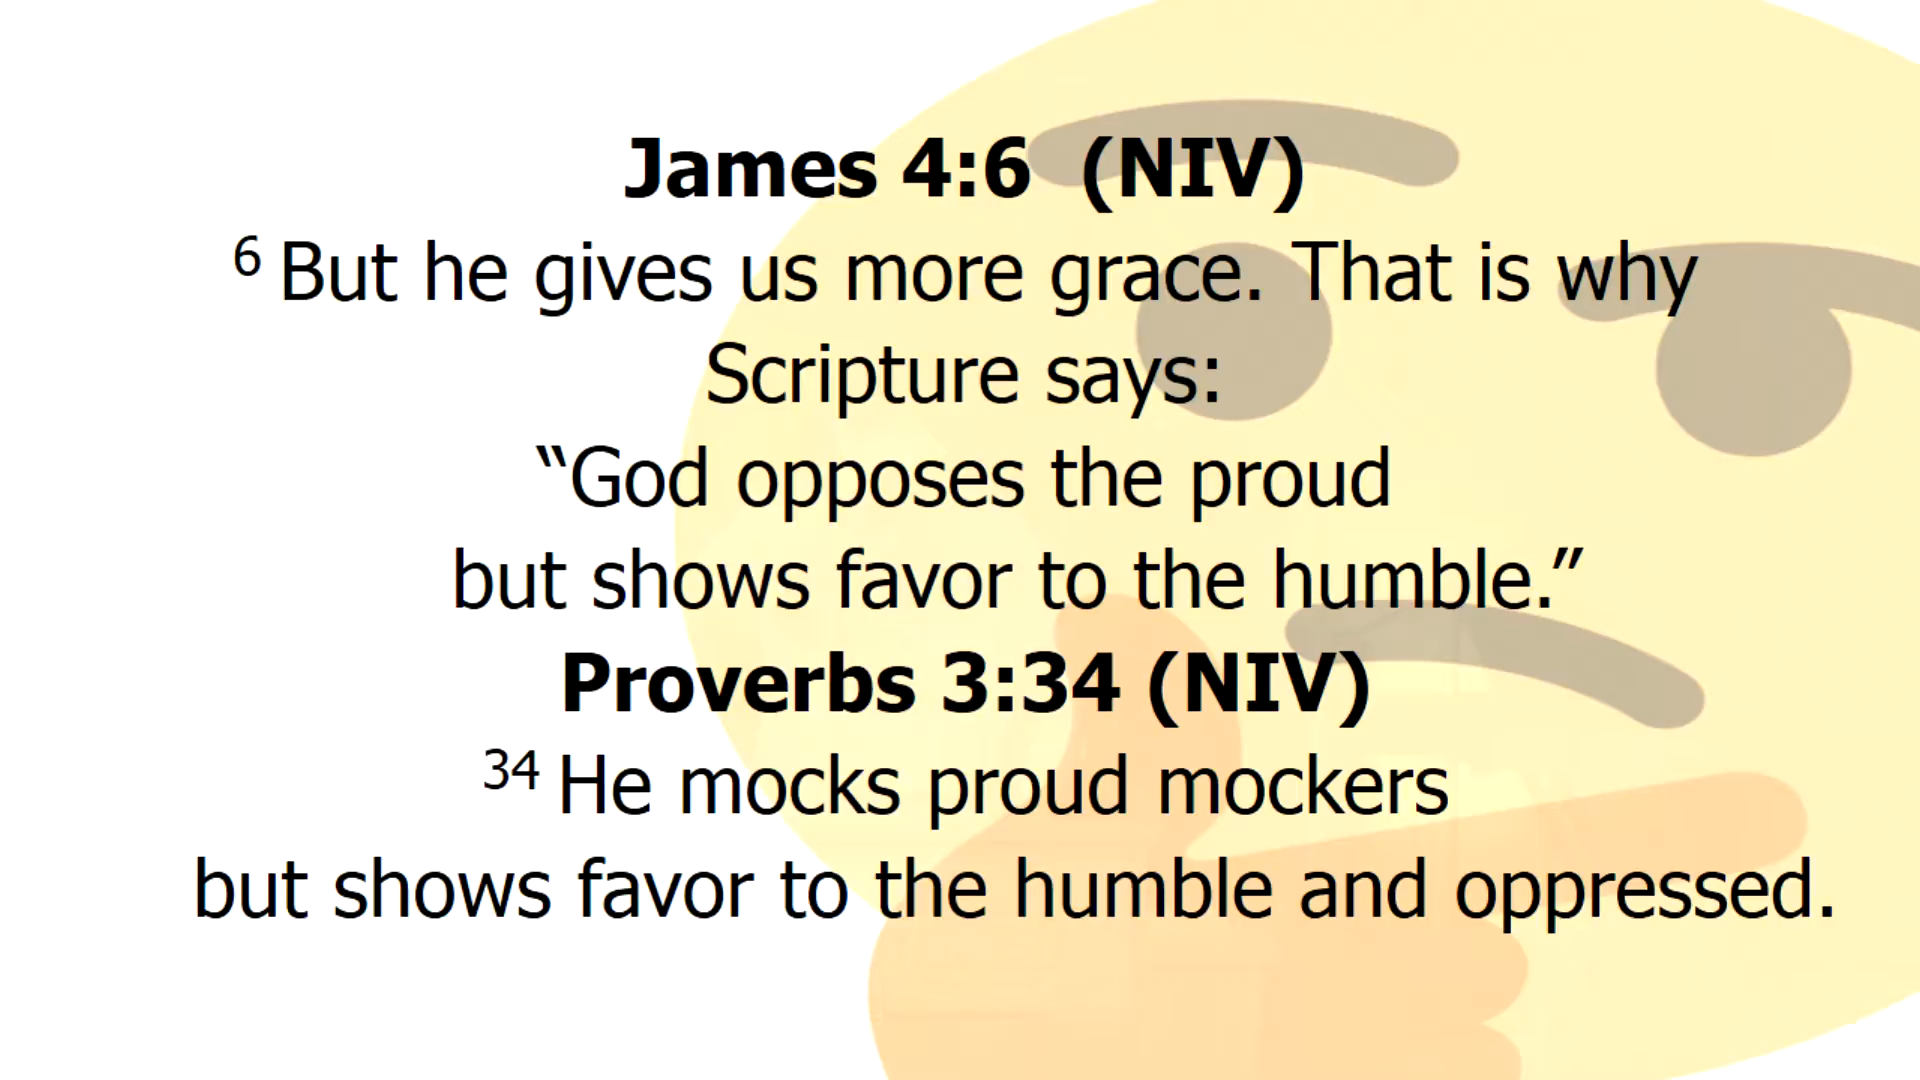 James 4:6  (NIV)
6 But he gives us more grace. That is why
Scripture says:
“God opposes the proud
but shows favor to the humble.”
Proverbs 3:34 (NIV)
34 He mocks proud mockers
but shows favor to the humble and oppressed.